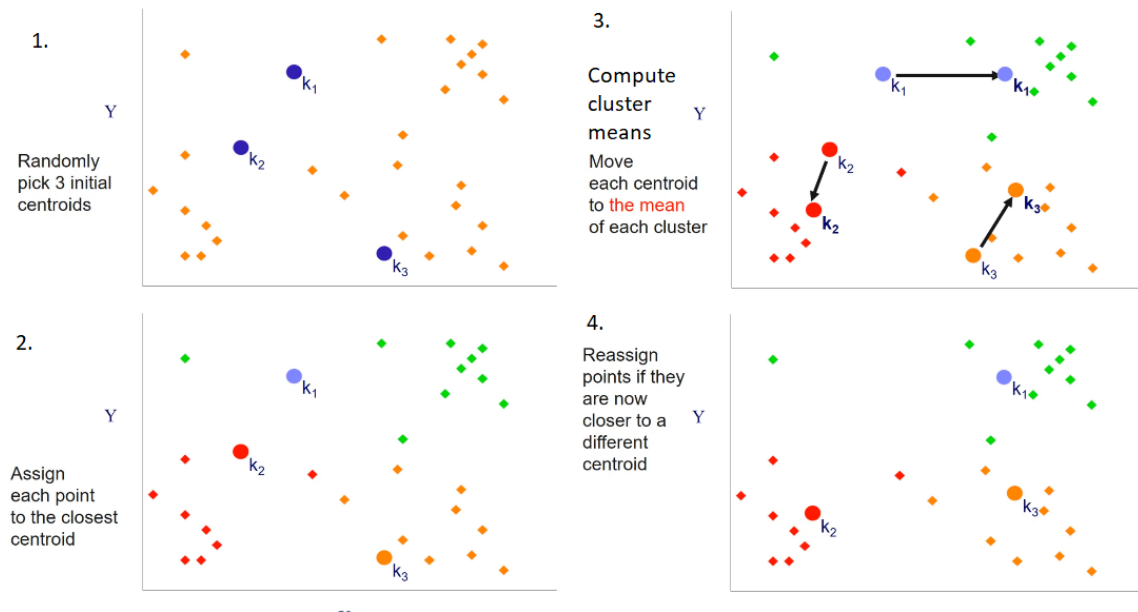 1.
k₁
Y
k₂
Randomly
pick 3 initial
centroids
k₃
2.
k₁
Y
k₂
Assign
each point
to the closest
centroid
k₃
3.
Compute
cluster
means
k₁
k₁
Y
Move
each centroid
to the mean
of each cluster
k₂
k₂
k₃
k₃
4.
Reassign
points if they
are now
closer to a
different
centroid
k₁
Y
k₂
k₃